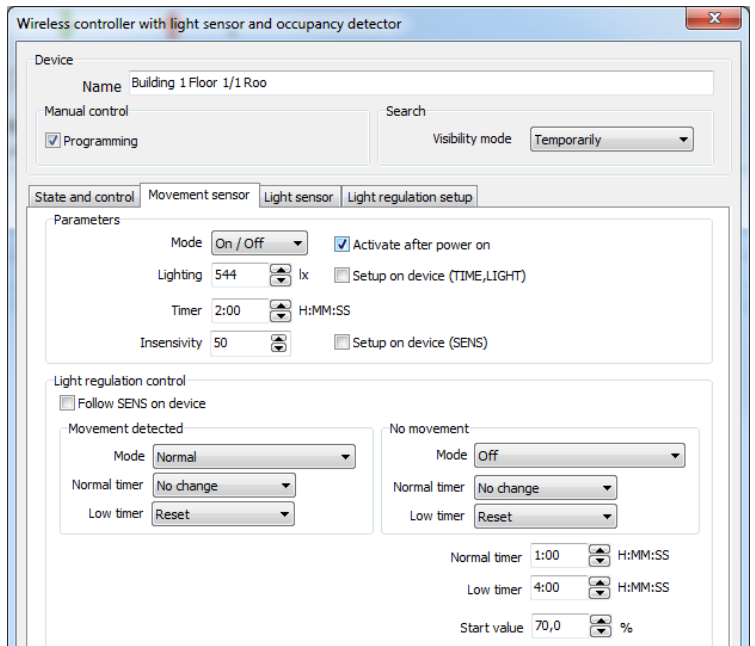 Wireless controller with light sensor and occupancy detector
Device
Name Building 1 Floor 1/1 Roo
Manual control
Programming
Search
Visibility mode Temporarily
State and control Movement sensor Light sensor Light regulation setup
Parameters
Mode On / Off Activate after power on
Lighting 544 lx Setup on device (TIME,LIGHT)
Timer 2:00 H:MM:SS
Insensivity 50 Setup on device (SENS)
Light regulation control
Follow SENS on device
Movement detected
Mode Normal
Normal timer No change
Low timer Reset
No movement
Mode Off
Normal timer No change
Low timer Reset
Normal timer 1:00 H:MM:SS
Low timer 4:00 H:MM:SS
Start value 70,0 %